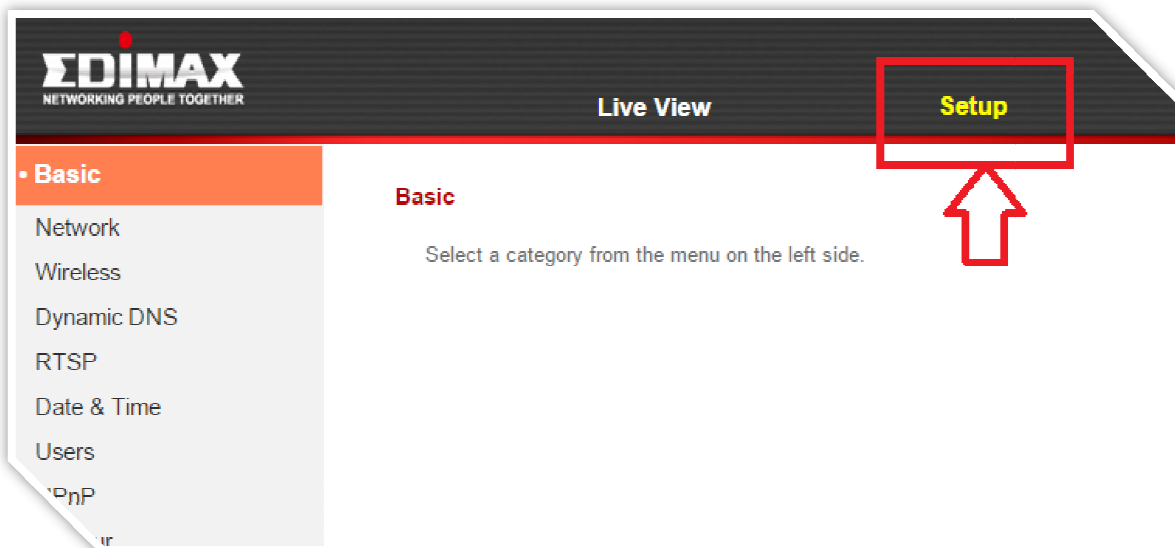 EDIMAX
NETWORKING PEOPLE TOGETHER
Live View
Setup
• Basic
Network
Wireless
Dynamic DNS
RTSP
Date & Time
Users
Basic
Select a category from the menu on the left side.